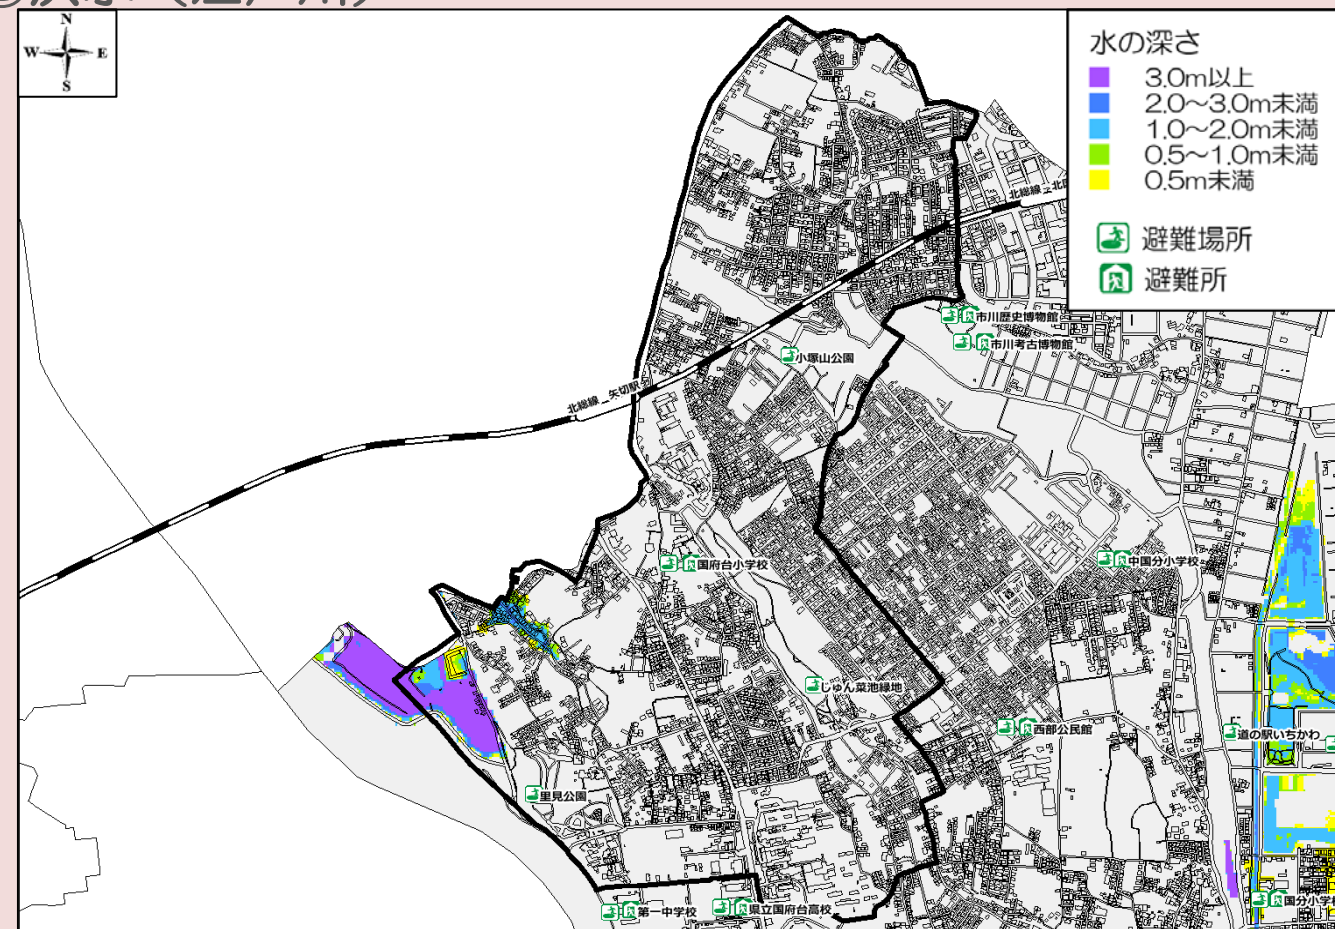 N
W E
S
水の深さ
3.0m以上
2.0～3.0m未満
1.0～2.0m未満
0.5～1.0m未満
0.5m未満
避難場所
避難所
北総線
北総線 矢切駅
市川歴史博物館
市川考古博物館
小塚山公園
国府台小学校
中国分小学校
じゅん菜池緑地
西部公民館
道の駅いちかわ
里見公園
第一中学校
県立国府台高校
国分小学校